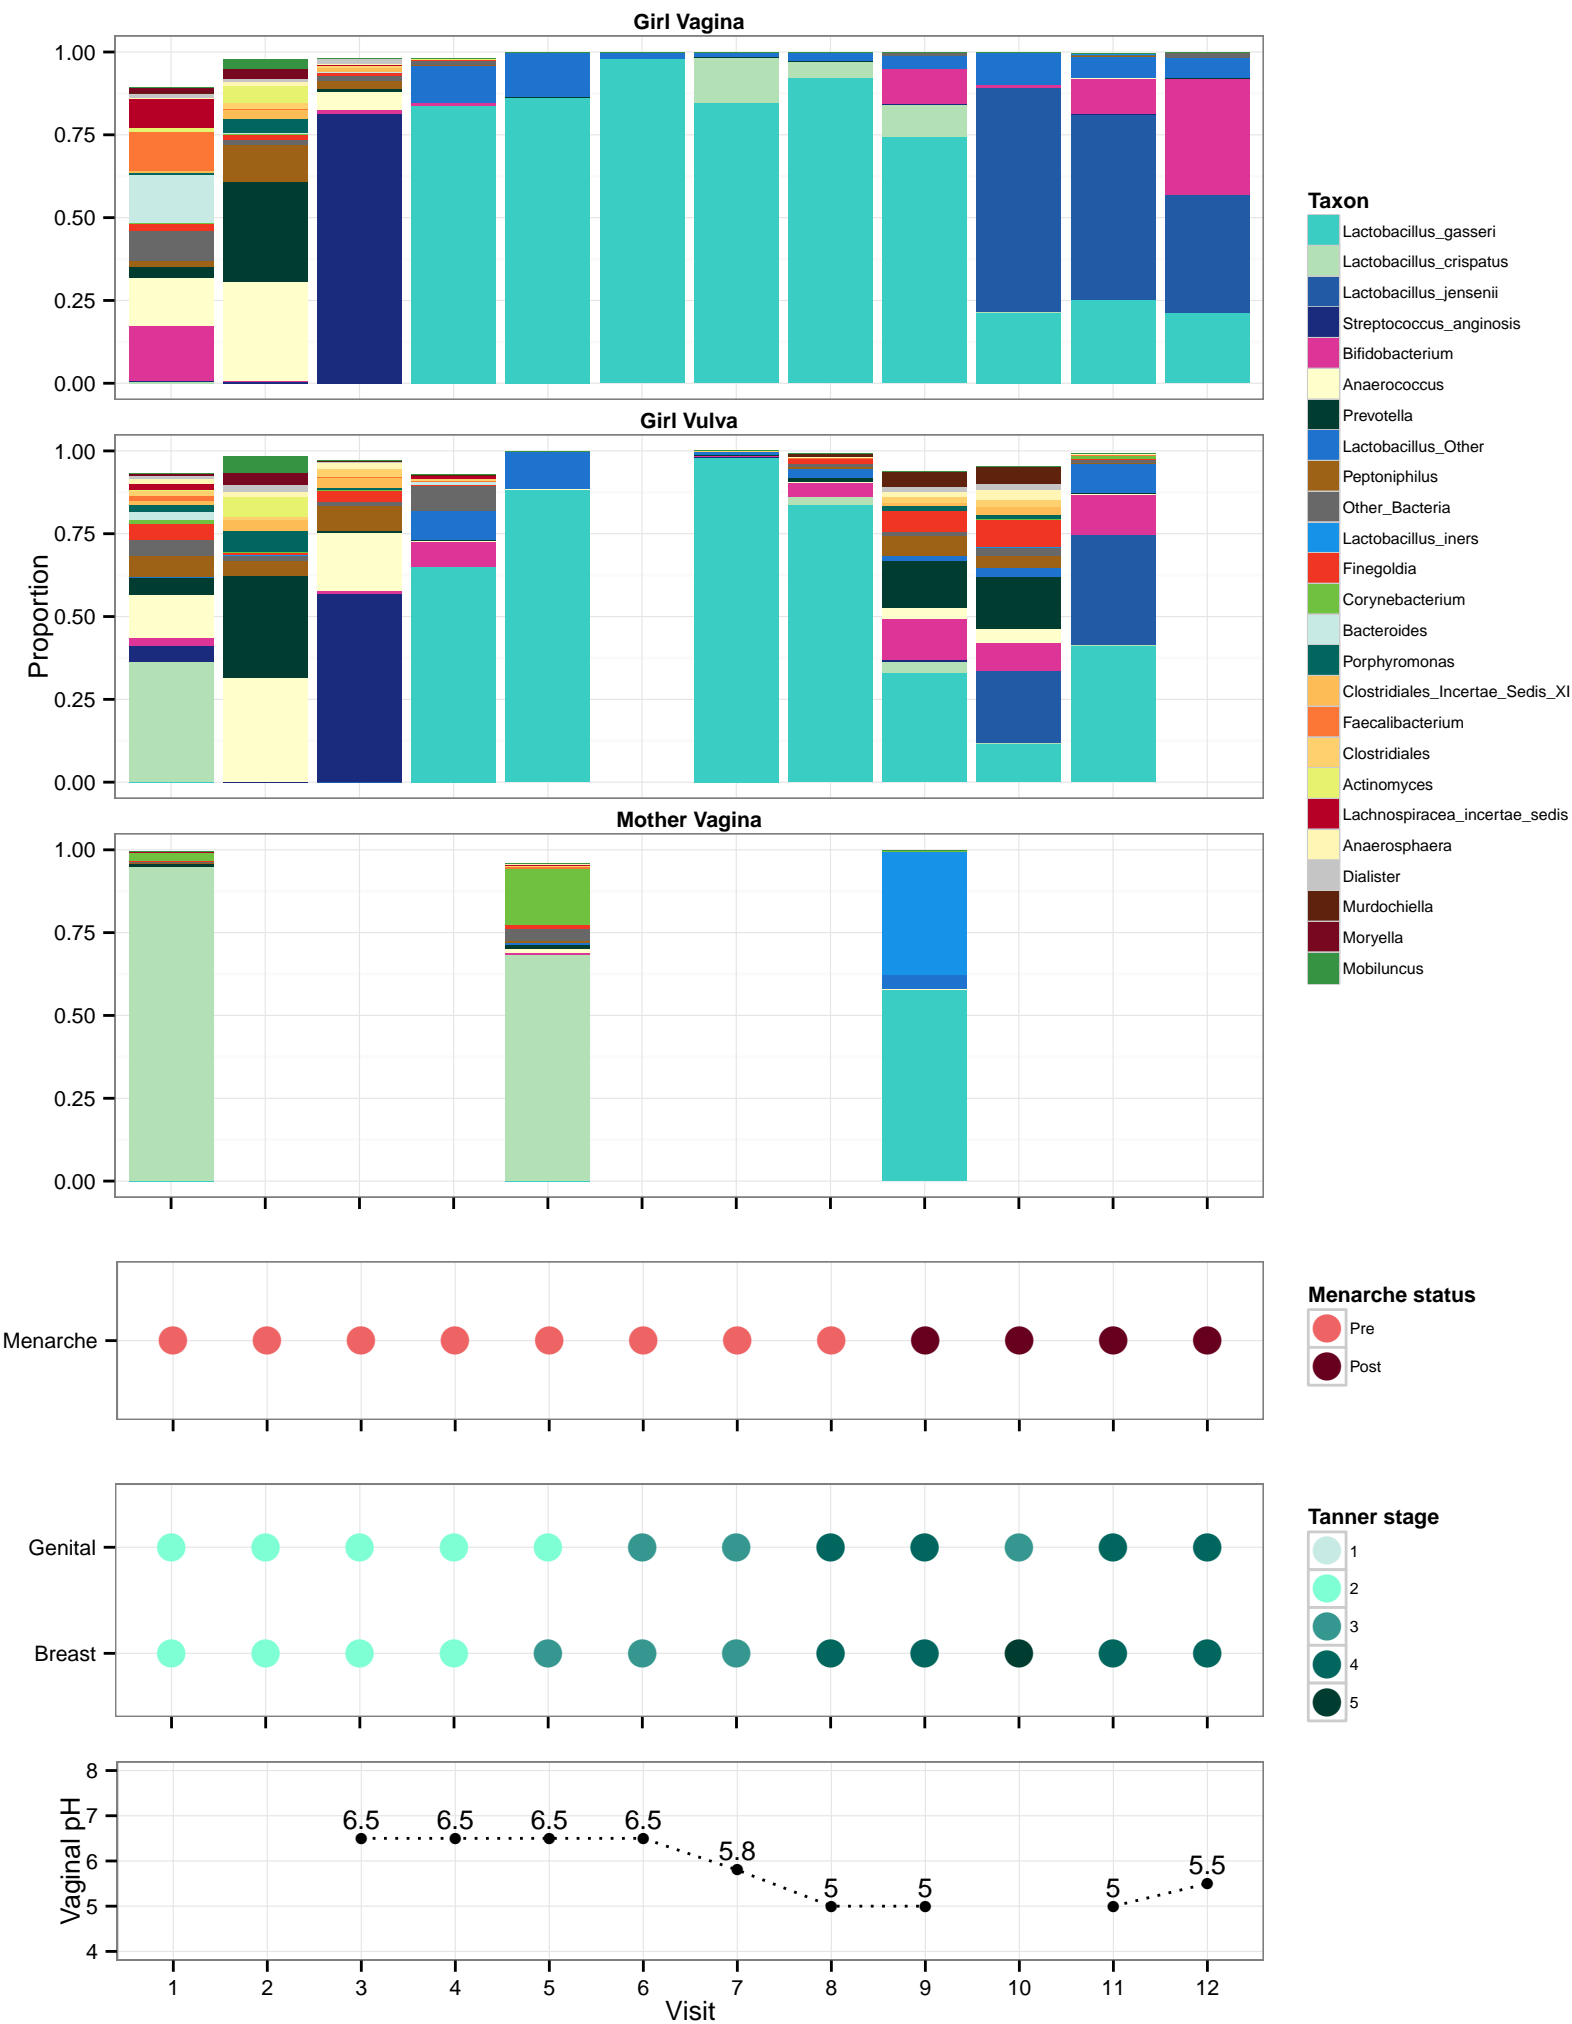 Girl Vagina
1.00
0.75
0.50
0.25
0.00
Girl Vulva
1.00
0.75
0.50
0.25
0.00
Proportion
Mother Vagina
1.00
0.75
0.50
0.25
0.00
Taxon
Lactobacillus_gasseri
Lactobacillus_crispatus
Lactobacillus_jensenii
Streptococcus_anginosis
Bifidobacterium
Anaerococcus
Prevotella
Lactobacillus_Other
Peptoniphilus
Other_Bacteria
Lactobacillus_iners
Finegoldia
Corynebacterium
Bacteroides
Porphyromonas
Clostridiales_Incertae_Sedis_XI
Faecalibacterium
Clostridiales
Actinomyces
Lachnospiracea_incertae_sedis
Anaerosphaera
Dialister
Murdochiella
Moryella
Mobiluncus
Menarche
Menarche status
Pre
Post
Genital
Breast
Tanner stage
1
2
3
4
5
Vaginal pH
8
7
6
5
4
6.5 6.5 6.5 6.5 5.8 5 5 5 5.5
1 2 3 4 5 6 7 8 9 10 11 12
Visit